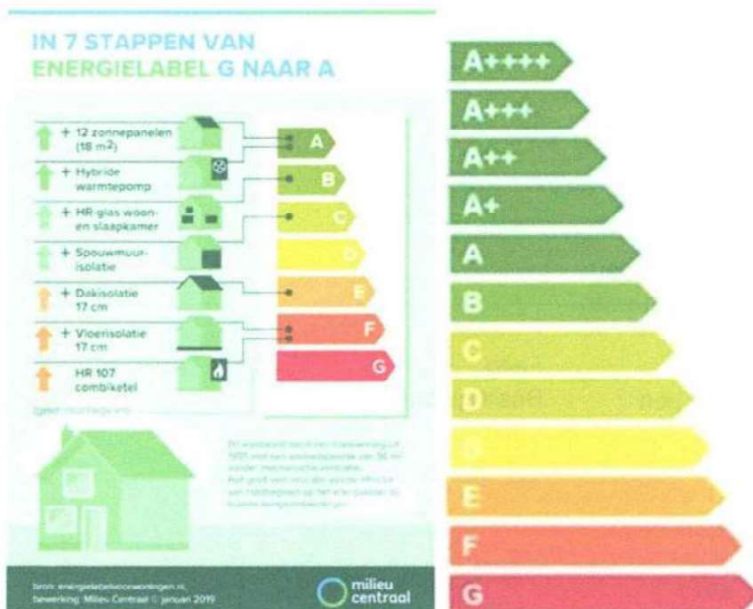 IN 7 STAPPEN VAN
ENERGIELABEL G NAAR A
+ 12 zonnepanelen
(18 m2)
+ Hybride
warmtepomp
+ HR-glas woon-
en slaapkamer
+ Spouwmuur-
isolatie
+ Dakisolatie
17 cm
+ Vloerisolatie
17 cm
HR 107
combiketel
A
B
C
D
E
F
G
bron: energielabelvoorwoningen.nl,
bewerking: Milieu Centraal © januari 2019
milieu
centraal
A++++
A+++
A++
A+
A
B
C
D
E
F
G